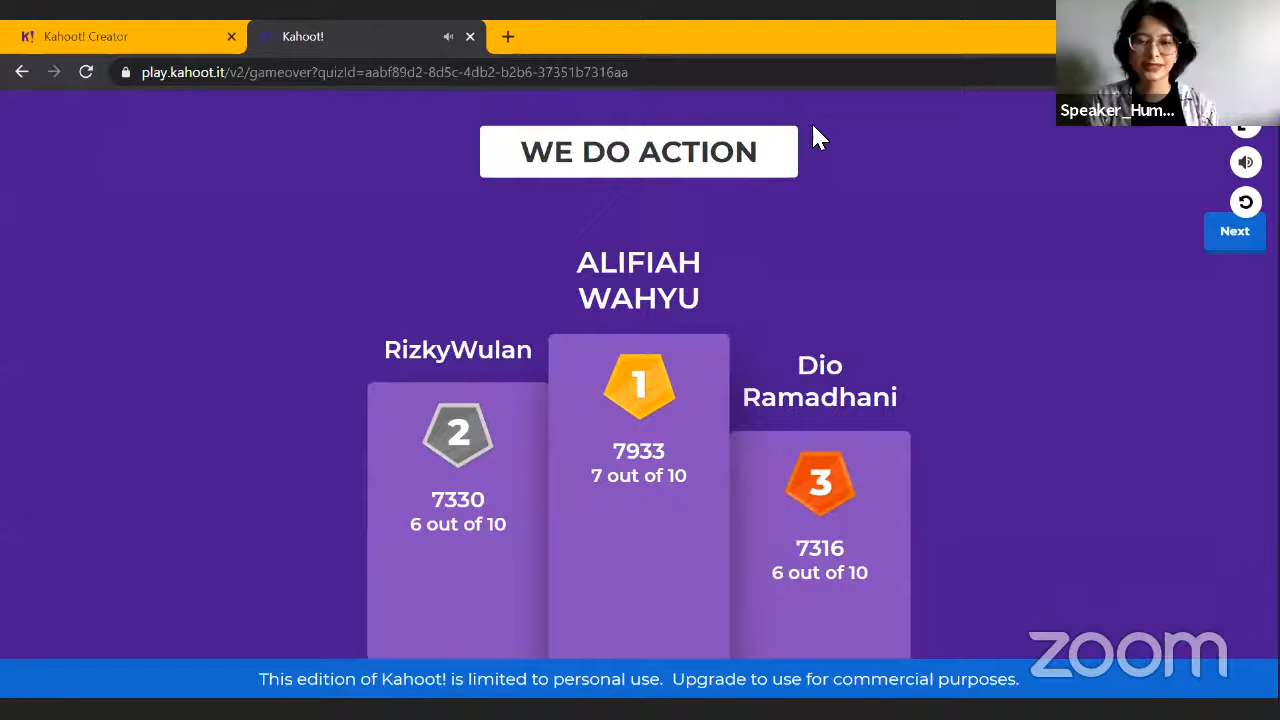 K! Kahoot! Creator
Kahoot!
play.kahoot.it/v2/gameover?quizId=aabf89d2-8d5c-4db2-b2b6-37351b7316aa
Speaker_Hum...
WE DO ACTION
Next
ALIFIAH
WAHYU
RizkyWulan
Dio
Ramadhani
1
7933
7 out of 10
2
7330
6 out of 10
3
7316
6 out of 10
zoom
This edition of Kahoot! is limited to personal use. Upgrade to use for commercial purposes.